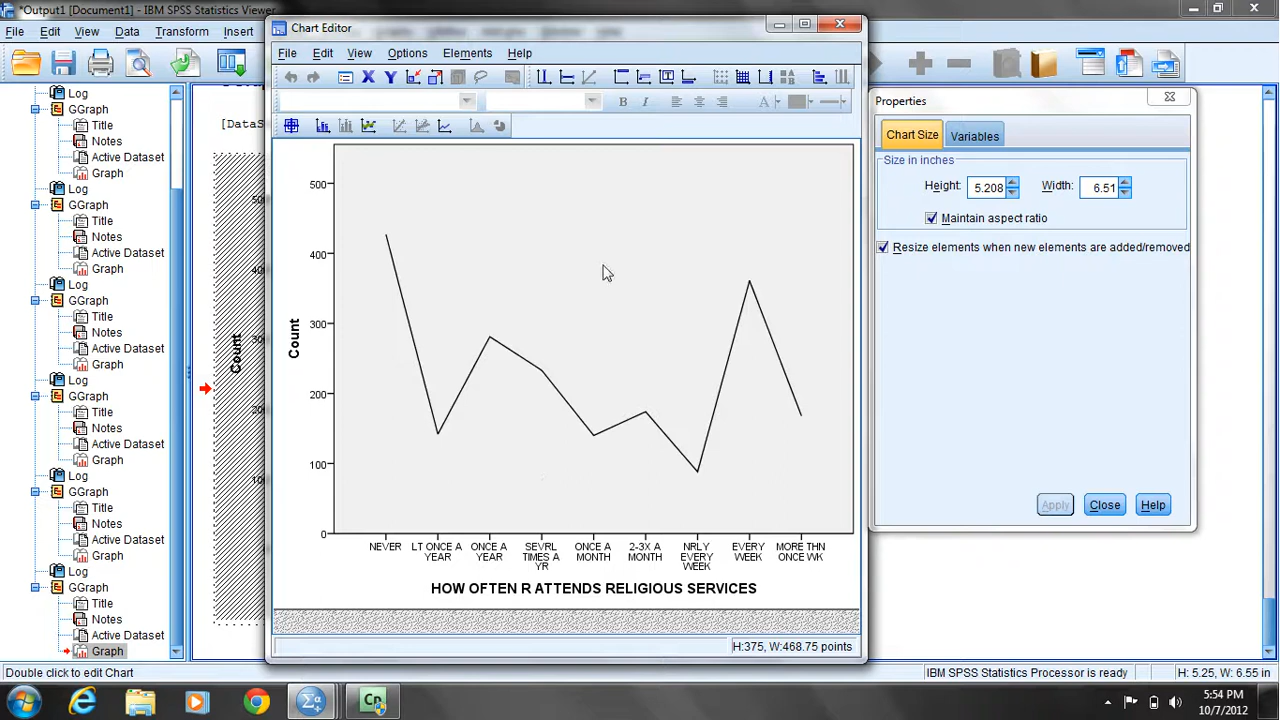 *Output1 [Document1] - IBM SPSS Statistics Viewer
File Edit View Data Transform Insert
Log
GGraph
Title
Notes
Active Dataset
Graph
Log
GGraph
Title
Notes
Active Dataset
Graph
Log
GGraph
Title
Notes
Active Dataset
Graph
Log
GGraph
Title
Notes
Active Dataset
Graph
Log
GGraph
Title
Notes
Active Dataset
Graph
Log
GGraph
Title
Notes
Active Dataset
Graph
[DataS
Count
Chart Editor
File Edit View Options Elements Help
X Y
B I A
500
400
300
200
100
0
Count
NEVER
LT ONCE A
YEAR
ONCE A
YEAR
SEVRL
TIMES A
YR
ONCE A
MONTH
2-3X A
MONTH
NRLY
EVERY
WEEK
EVERY
WEEK
MORE THN
ONCE WK
HOW OFTEN R ATTENDS RELIGIOUS SERVICES
H:375, W:468.75 points
Properties
Chart Size Variables
Size in inches
Height: 5.208 Width: 6.51
Maintain aspect ratio
Resize elements when new elements are added/removed
Apply Close Help
Double click to edit Chart
IBM SPSS Statistics Processor is ready
H: 5.25, W: 6.55 in
Σα
Cp
5:54 PM
10/7/2012